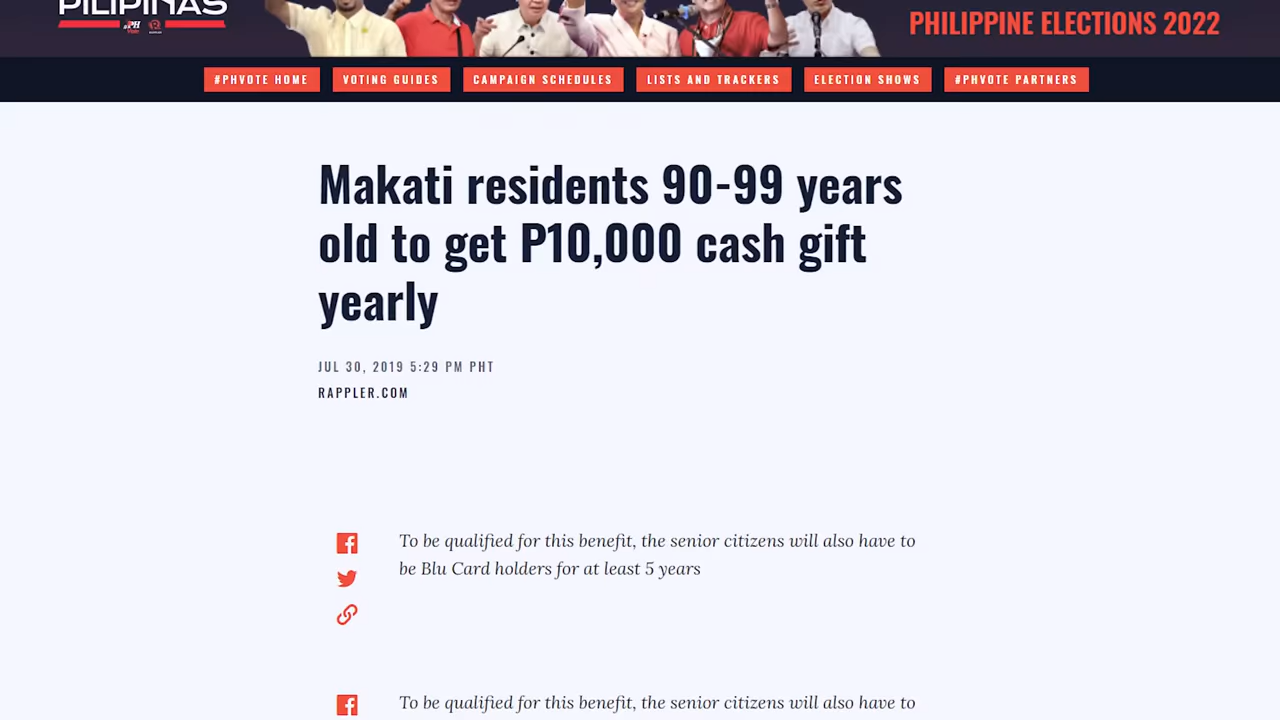 PILIPINAS
PHILIPPINE ELECTIONS 2022
#PHVOTE HOME
VOTING GUIDES
CAMPAIGN SCHEDULES
LISTS AND TRACKERS
ELECTION SHOWS
#PHVOTE PARTNERS
Makati residents 90-99 years
old to get P10,000 cash gift
yearly
JUL 30, 2019 5:29 PM PHT
RAPPLER.COM
To be qualified for this benefit, the senior citizens will also have to
be Blu Card holders for at least 5 years
To be qualified for this benefit, the senior citizens will also have to